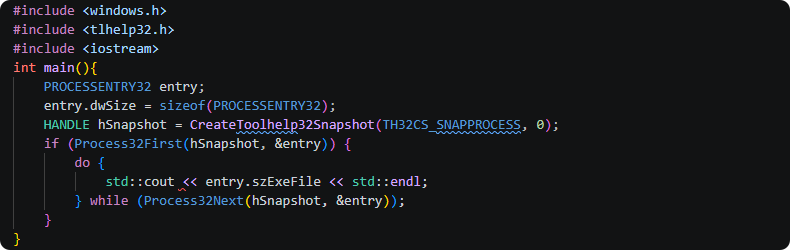 #include <windows.h>
#include <tlhelp32.h>
#include <iostream>
int main(){
    PROCESSENTRY32 entry;
    entry.dwSize = sizeof(PROCESSENTRY32);
    HANDLE hSnapshot = CreateToolhelp32Snapshot(TH32CS_SNAPPROCESS, 0);
    if (Process32First(hSnapshot, &entry)) {
        do {
            std::cout << entry.szExeFile << std::endl;
        } while (Process32Next(hSnapshot, &entry));
    }
}